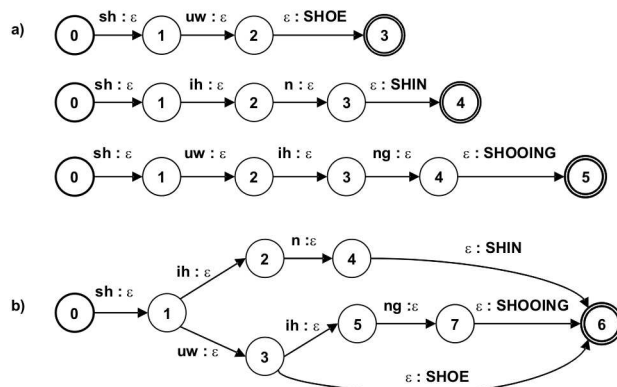 a)
sh : ε uw : ε ε : SHOE
0 1 2 3
sh : ε ih : ε n : ε ε : SHIN
0 1 2 3 4
sh : ε uw : ε ih : ε ng : ε ε : SHOOING
0 1 2 3 4 5
b)
n :ε ε : SHIN
2 4
ih : ε
sh : ε ih : ε ng :ε ε : SHOOING
0 1 5 7 6
uw : ε
3
ε : SHOE